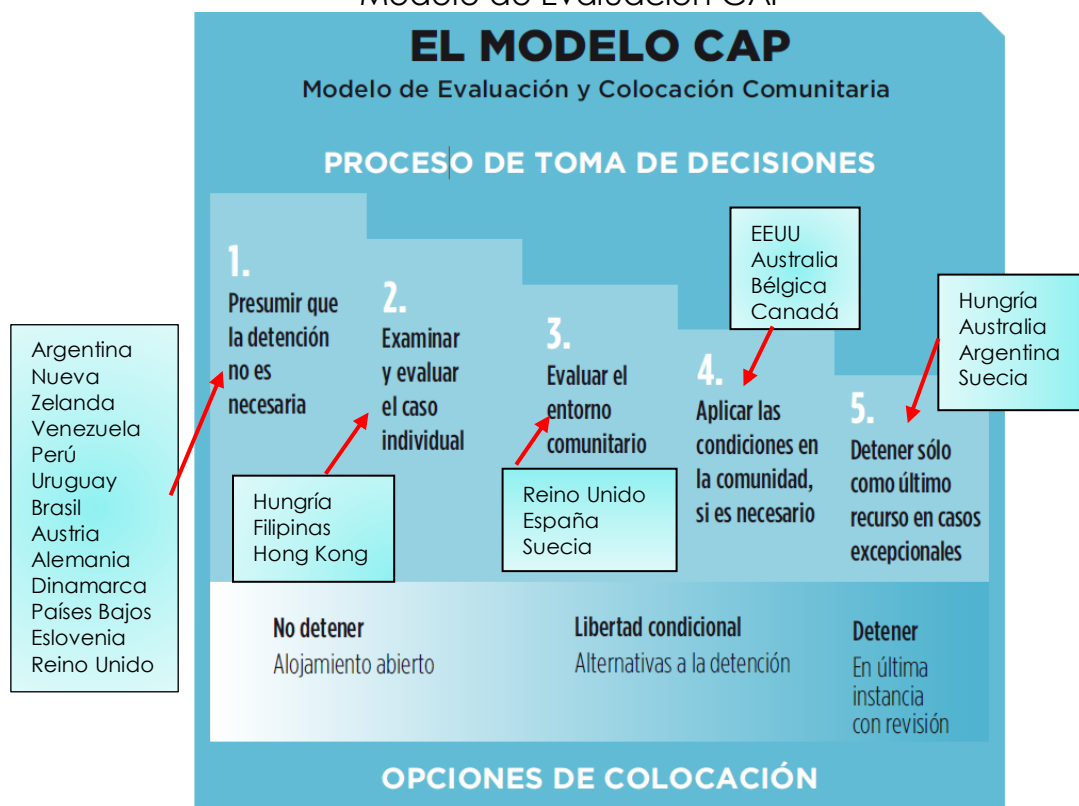 Modelo de Evaluación CAP
EL MODELO CAP
Modelo de Evaluación y Colocación Comunitaria
PROCESO DE TOMA DE DECISIONES
1.
Presumir que
la detención
no es
necesaria
2.
Examinar
y evaluar
el caso
individual
3.
Evaluar el
entorno
comunitario
4.
Aplicar las
condiciones en
la comunidad,
si es necesario
5.
Detener sólo
como último
recurso en casos
excepcionales
Argentina
Nueva
Zelanda
Venezuela
Perú
Uruguay
Brasil
Austria
Alemania
Dinamarca
Países Bajos
Eslovenia
Reino Unido
Hungría
Filipinas
Hong Kong
Reino Unido
España
Suecia
EEUU
Australia
Bélgica
Canadá
Hungría
Australia
Argentina
Suecia
No detener
Alojamiento abierto
Libertad condicional
Alternativas a la detención
Detener
En última
instancia
con revisión
OPCIONES DE COLOCACIÓN